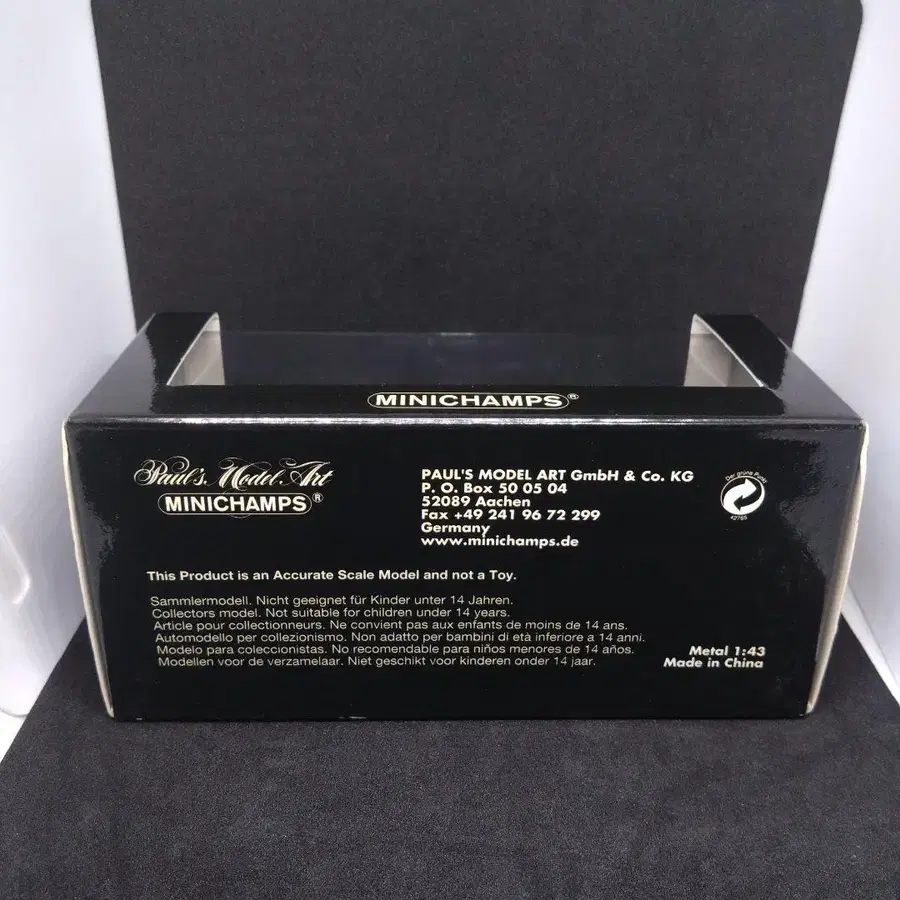 MINICHAMPS®
Paul's Model Art
MINICHAMPS®
PAUL'S MODEL ART GmbH & Co. KG
P. O. Box 50 05 04
52089 Aachen
Fax +49 241 96 72 299
Germany
www.minichamps.de
Der grüne Punkt
42765
This Product is an Accurate Scale Model and not a Toy.
Sammlermodell. Nicht geeignet für Kinder unter 14 Jahren.
Collectors model. Not suitable for children under 14 years.
Article pour collectionneurs. Ne convient pas aux enfants de moins de 14 ans.
Automodello per collezionismo. Non adatto per bambini di età inferiore a 14 anni.
Modelo para coleccionistas. No recomendable para niños menores de 14 años.
Modellen voor de verzamelaar. Niet geschikt voor kinderen onder 14 jaar.
Metal 1:43
Made in China